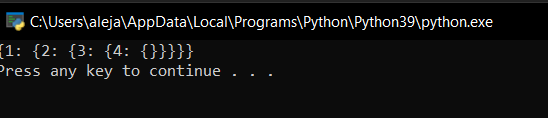 C:\Users\aleja\AppData\Local\Programs\Python\Python39\python.exe
{1: {2: {3: {4: {}}}}}
Press any key to continue . . .